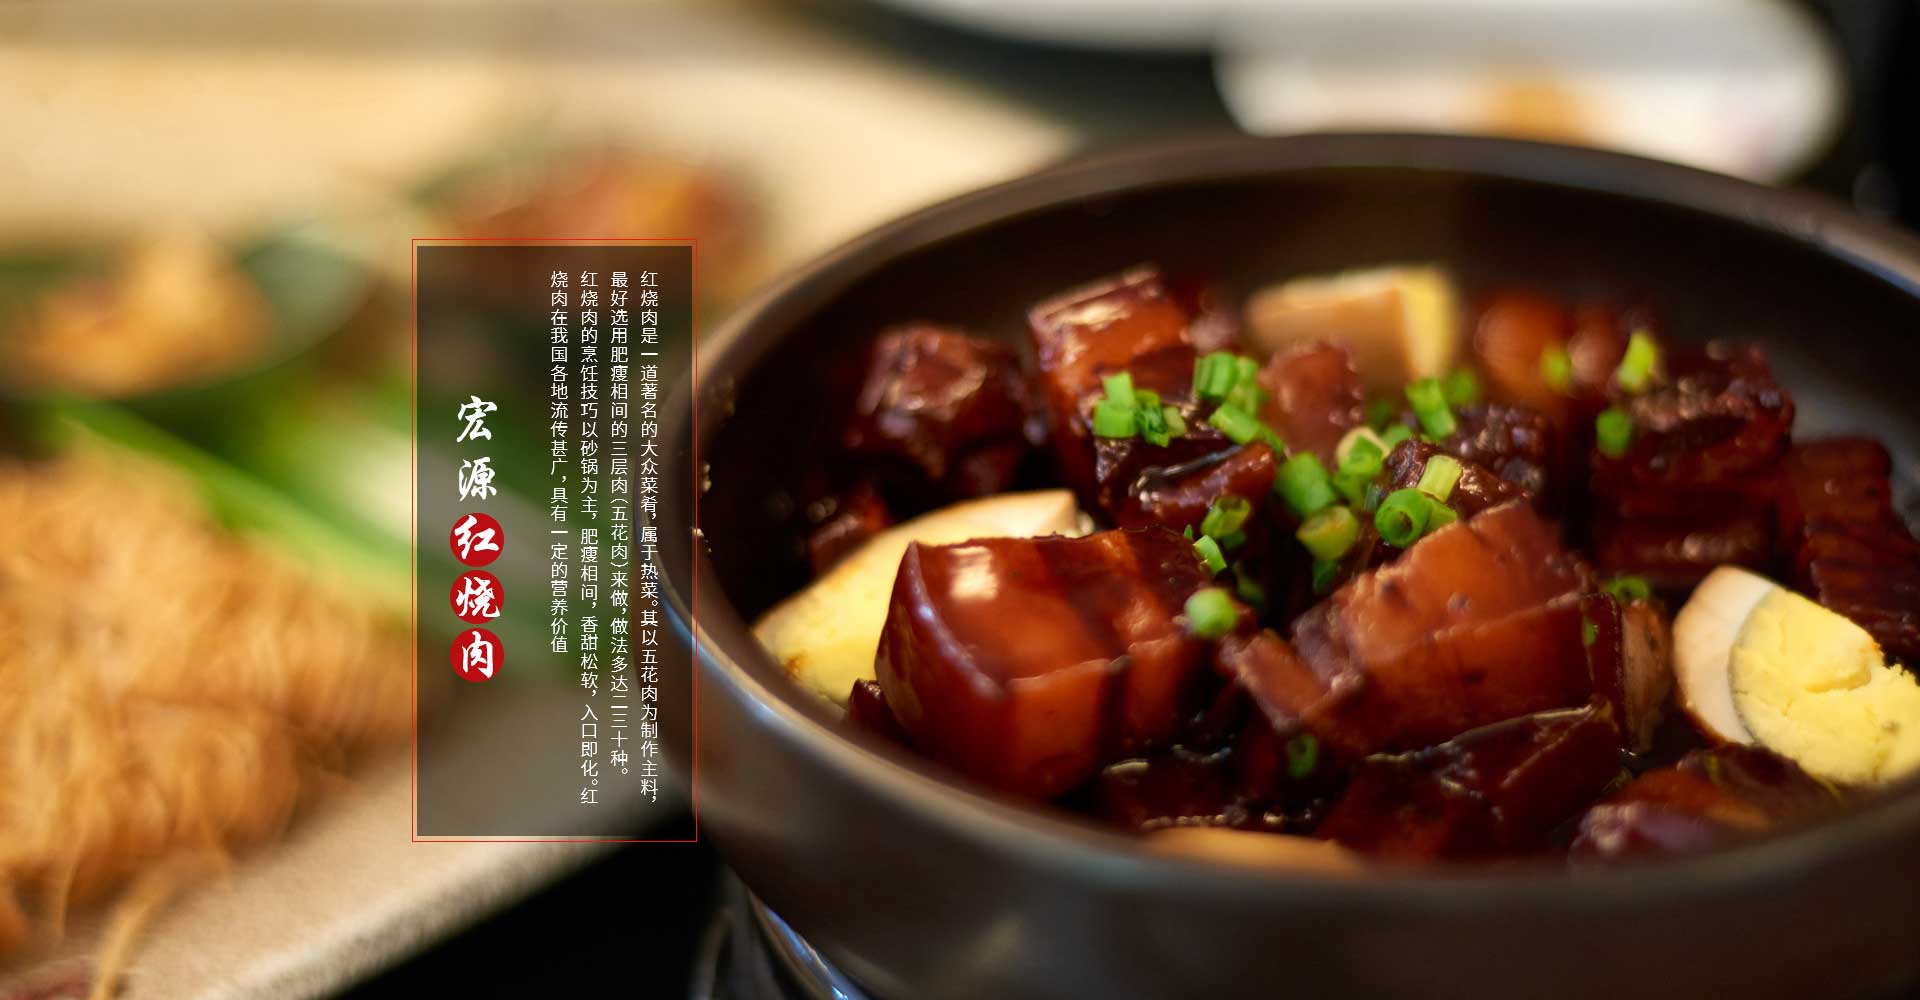 红烧肉是一道著名的大众菜肴，属于热菜。其以五花肉为制作主料，
最好选用肥瘦相间的三层肉（五花肉）来做，做法多达二三十种。
红烧肉的烹饪技巧以砂锅为主，肥瘦相间，香甜松软，入口即化。红
烧肉在我国各地流传甚广，具有一定的营养价值
宏源红烧肉